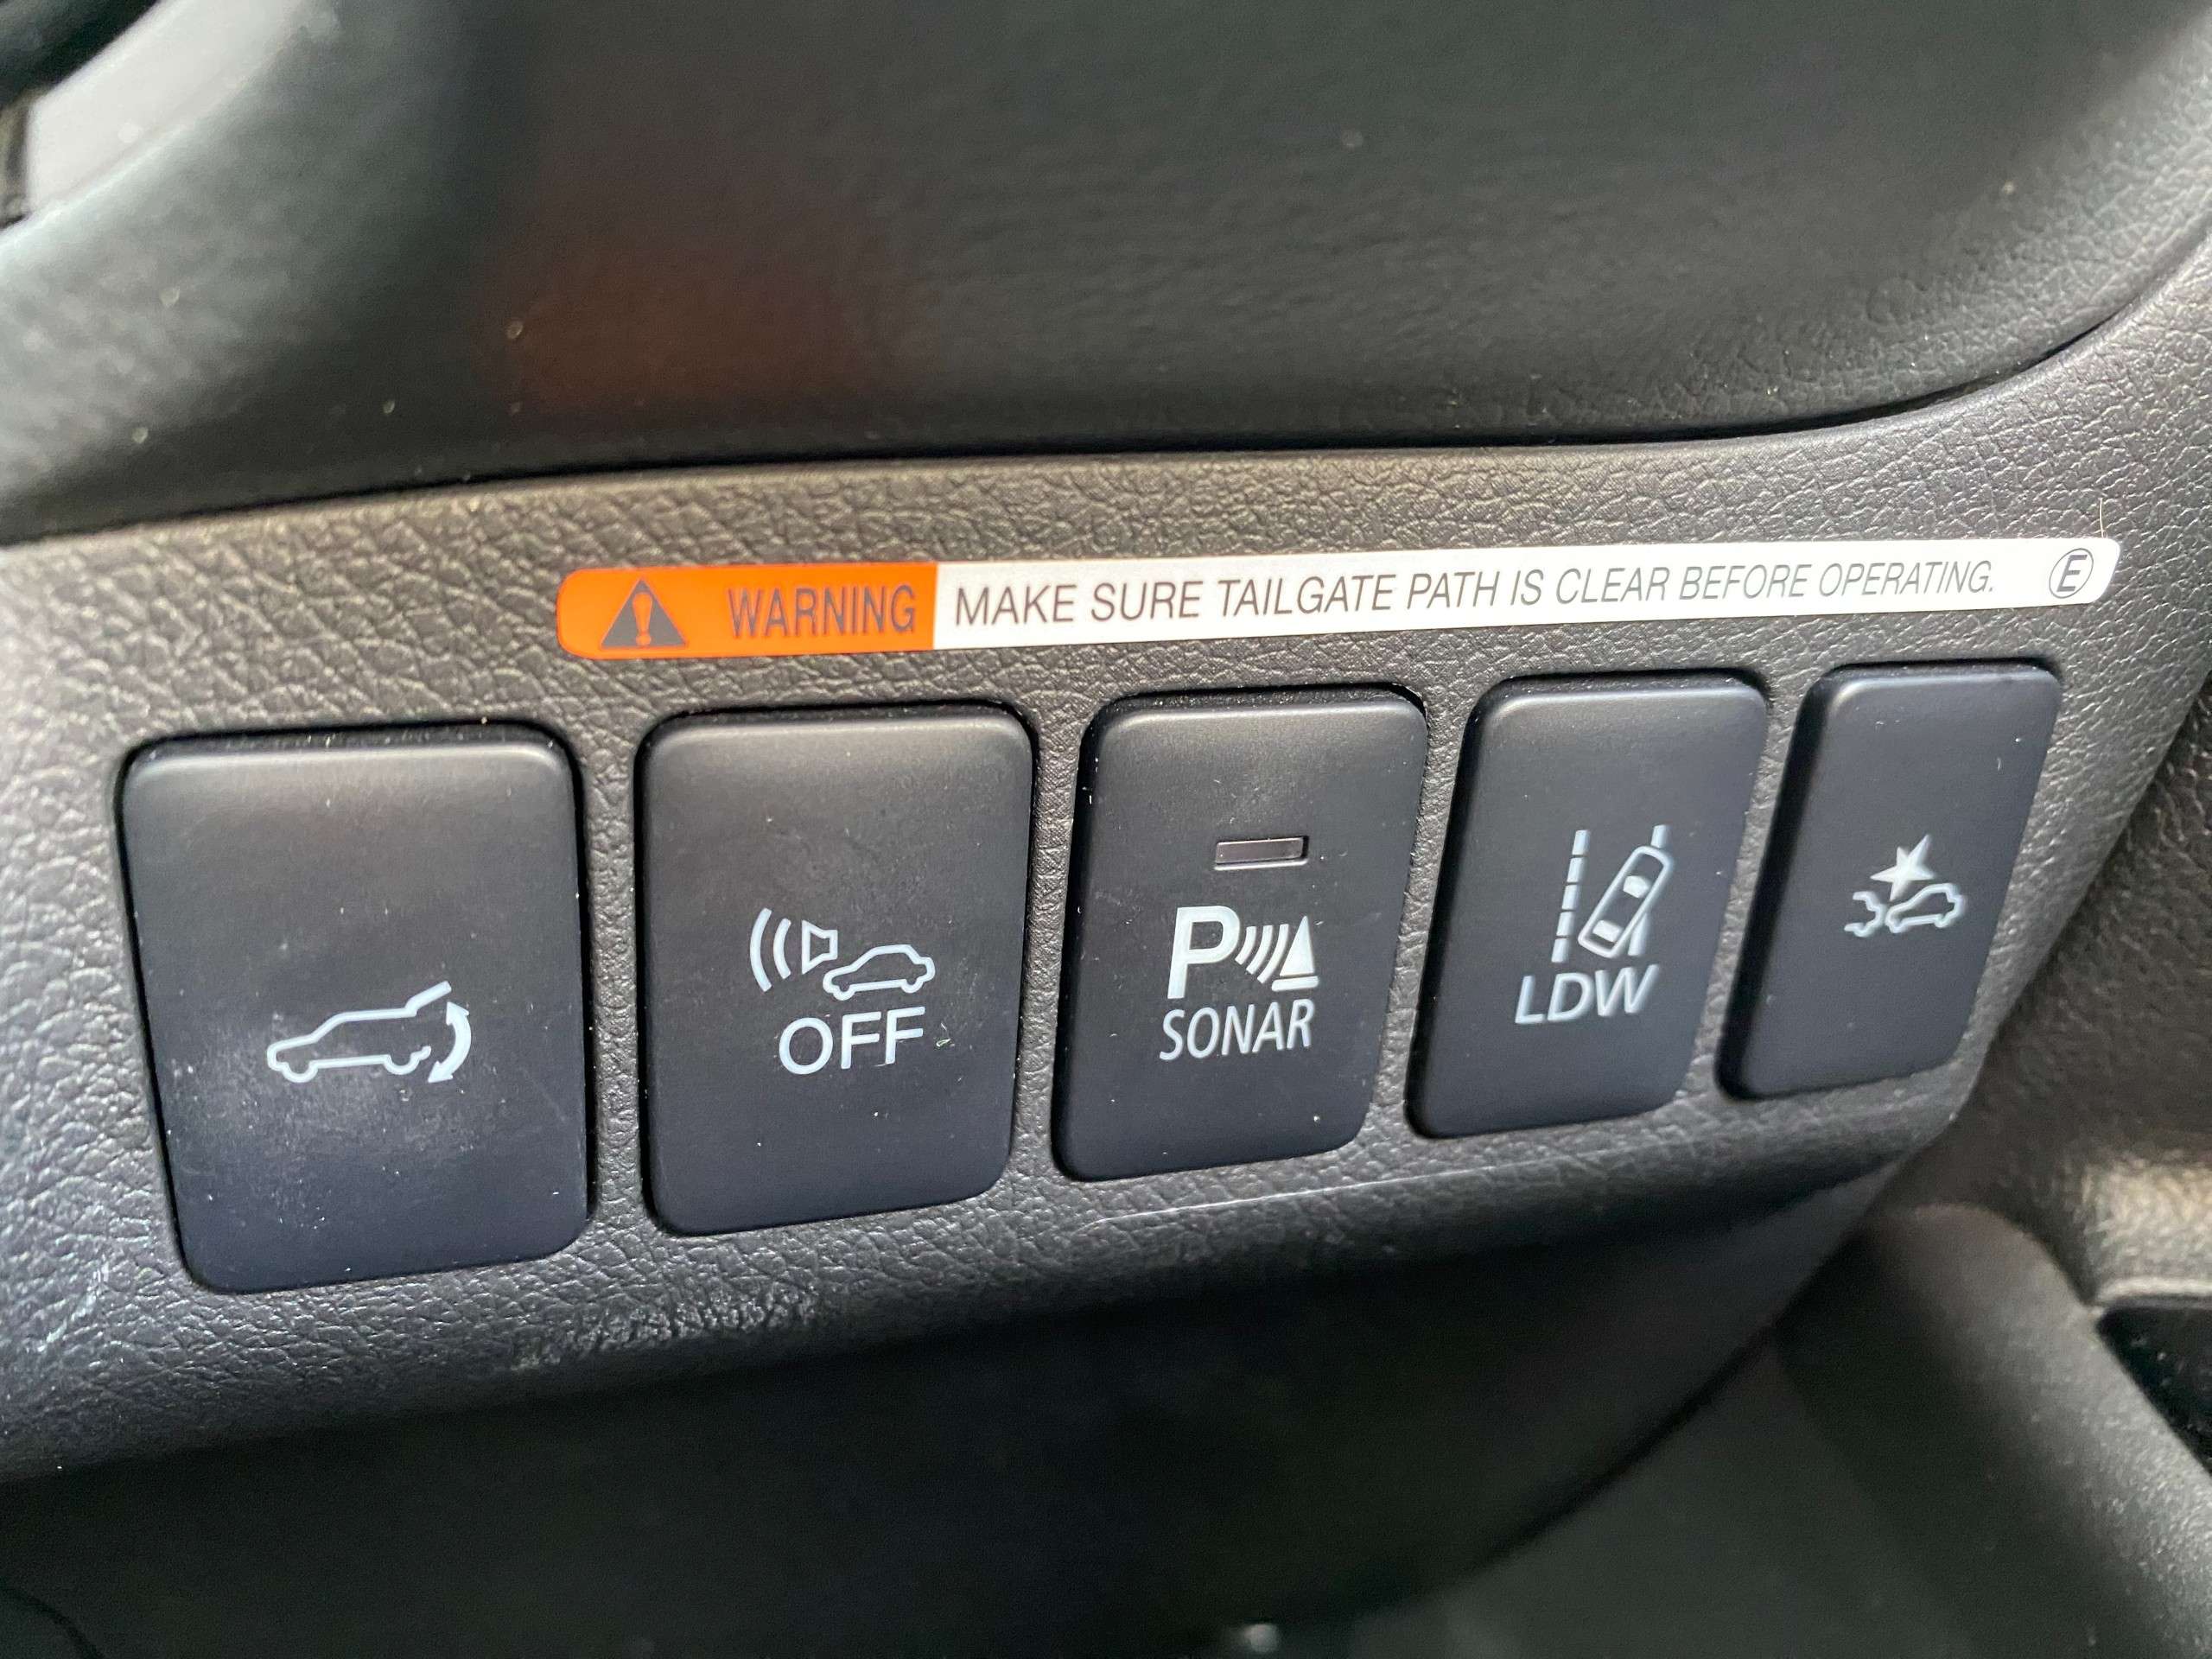 WARNING MAKE SURE TAILGATE PATH IS CLEAR BEFORE OPERATING. E
OFF
P
SONAR
LDW